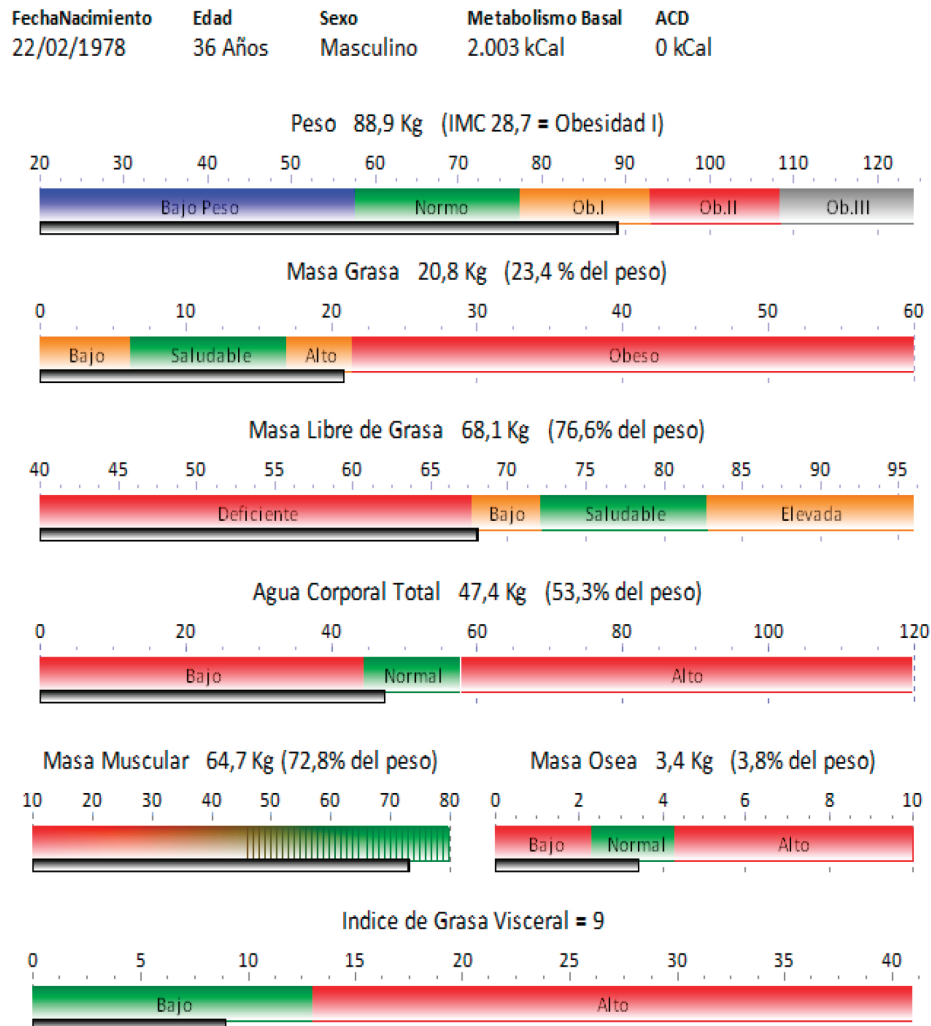 FechaNacimiento Edad Sexo Metabolismo Basal ACD
22/02/1978 36 Años Masculino 2.003 kCal 0 kCal
Peso 88,9 Kg (IMC 28,7 = Obesidad I)
20 30 40 50 60 70 80 90 100 110 120
Bajo Peso Normo Ob.I Ob.II Ob.III
Masa Grasa 20,8 Kg (23,4 % del peso)
0 10 20 30 40 50 60
Bajo Saludable Alto Obeso
Masa Libre de Grasa 68,1 Kg (76,6% del peso)
40 45 50 55 60 65 70 75 80 85 90 95
Deficiente Bajo Saludable Elevada
Agua Corporal Total 47,4 Kg (53,3% del peso)
0 20 40 60 80 100 120
Bajo Normal Alto
Masa Muscular 64,7 Kg (72,8% del peso)
10 20 30 40 50 60 70 80
Masa Osea 3,4 Kg (3,8% del peso)
0 2 4 6 8 10
Bajo Normal Alto
Indice de Grasa Visceral = 9
0 5 10 15 20 25 30 35 40
Bajo Alto